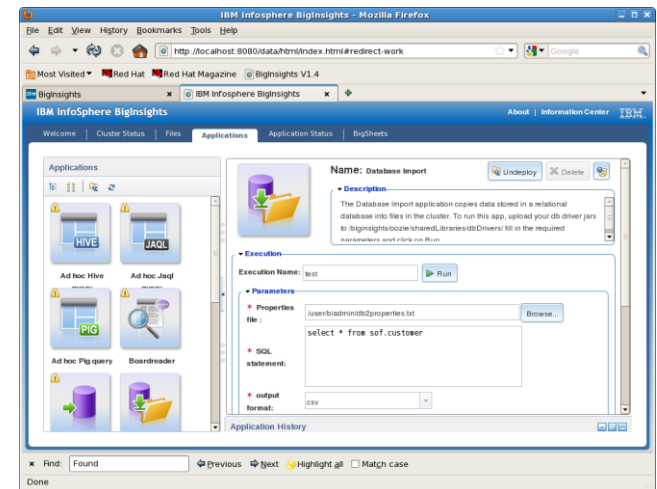 IBM Infosphere BigInsights - Mozilla Firefox
File Edit View History Bookmarks Tools Help
http://localhost:8080/data/html/index.html#redirect-work
Google
Most Visited Red Hat Red Hat Magazine BigInsights V1.4
BigInsights
IBM InfoSphere BigInsights
IBM InfoSphere BigInsights
About | Information Center IBM.
Welcome Cluster Status Files Applications Application Status BigSheets
Applications
HIVE
JAQL
Ad hoc Hive
Ad hoc Jaql
PIG
Ad hoc Pig query
Boardreader
Name: Database Import
Undeploy
Delete
Description
The Database Import application copies data stored in a relational
database into files in the cluster. To run this app, upload your db driver jars
to /biginsights/oozie/sharedLibraries/dbDrivers/ fill in the required
parameters and click on Run
Execution
Execution Name: test
Run
Parameters
* Properties
file :
/user/biadmin/db2properties.txt
Browse...
select * from sof.customer
* SQL
statement:
* output
format:
csv
Application History
Find: Found Previous Next Highlight all Match case
Done